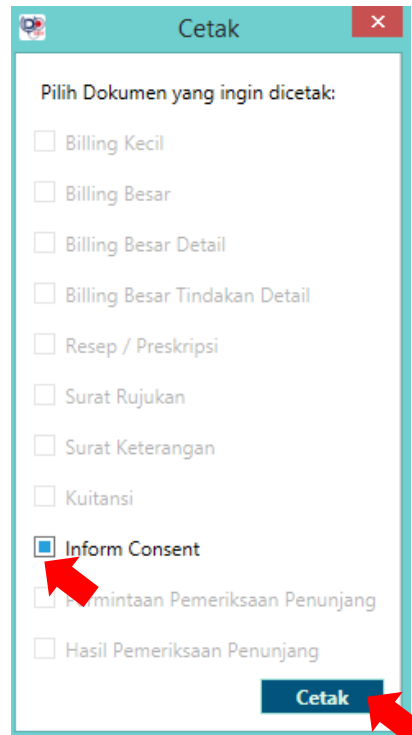 Cetak
Pilih Dokumen yang ingin dicetak:
Billing Kecil
Billing Besar
Billing Besar Detail
Billing Besar Tindakan Detail
Resep / Preskripsi
Surat Rujukan
Surat Keterangan
Kuitansi
Inform Consent
Permintaan Pemeriksaan Penunjang
Hasil Pemeriksaan Penunjang
Cetak